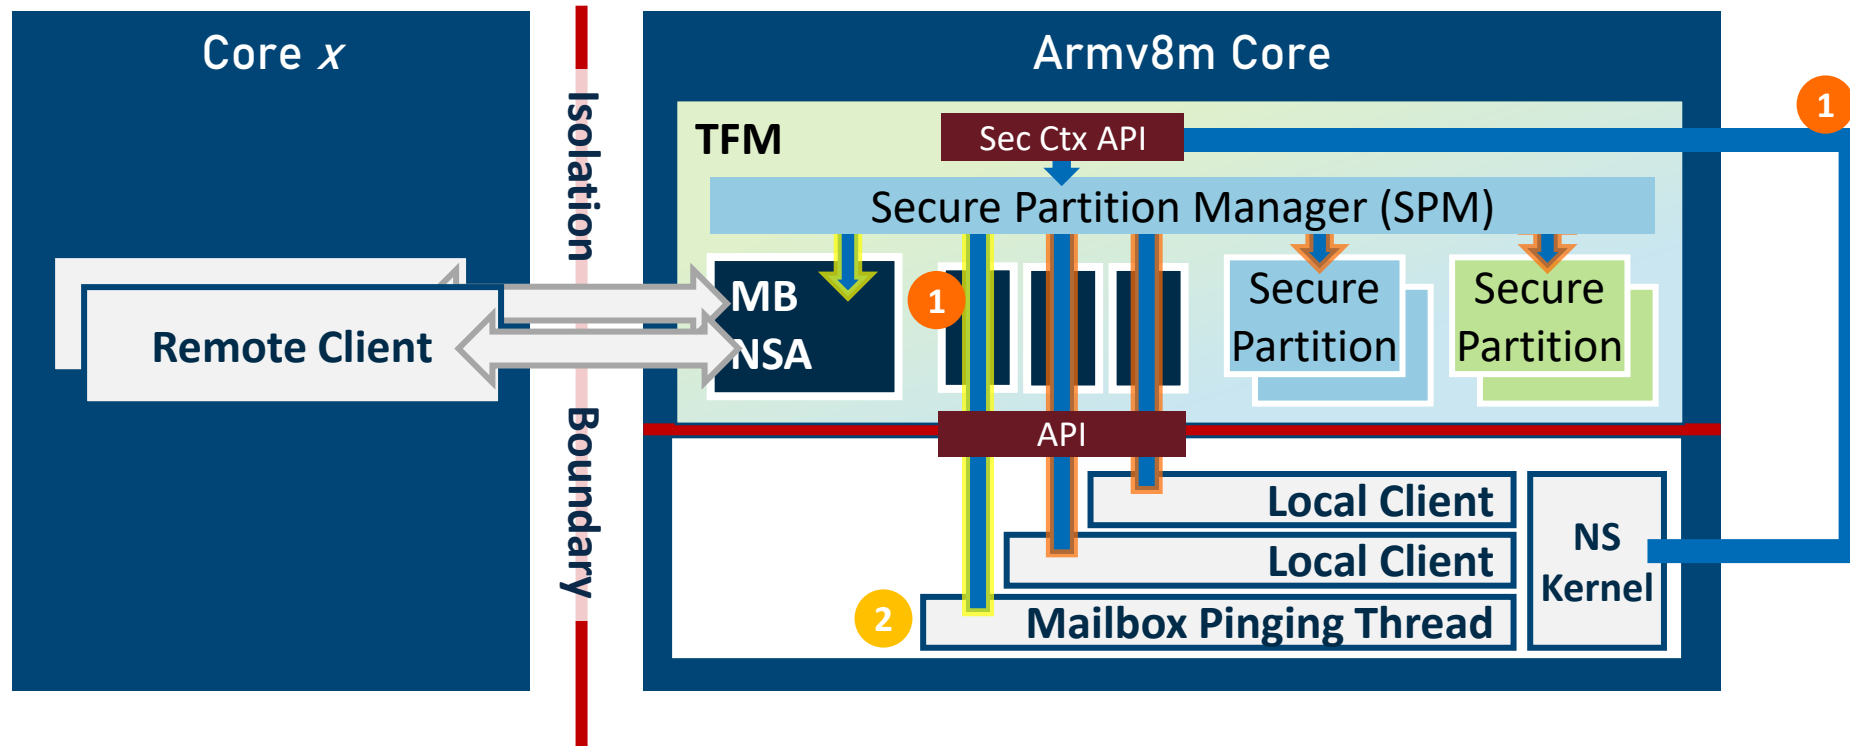 Core x
Isolation
Boundary
Remote Client
Armv8m Core
1
TFM
Sec Ctx API
Secure Partition Manager (SPM)
MB
NSA
1
Secure
Partition
Secure
Partition
API
Local Client
Local Client
2
Mailbox Pinging Thread
NS
Kernel